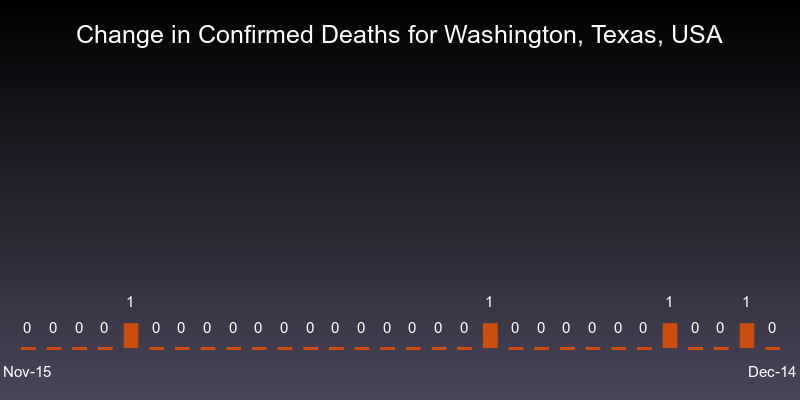 Change in Confirmed Deaths for Washington, Texas, USA
1 1 1 1
0 0 0 0 0 0 0 0 0 0 0 0 0 0 0 0 0 0 0 0 0 0 0 0 0 0
Nov-15 Dec-14